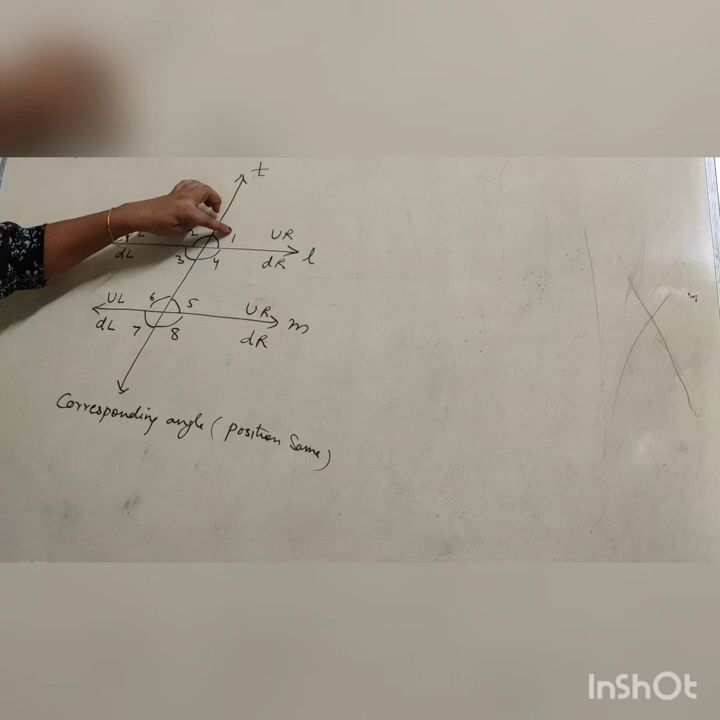 t
2 1 UR
dL 3 4 dR l
UL 6 5 UR
dL 7 8 dR m
Corresponding angle (Position Same)
InShOt